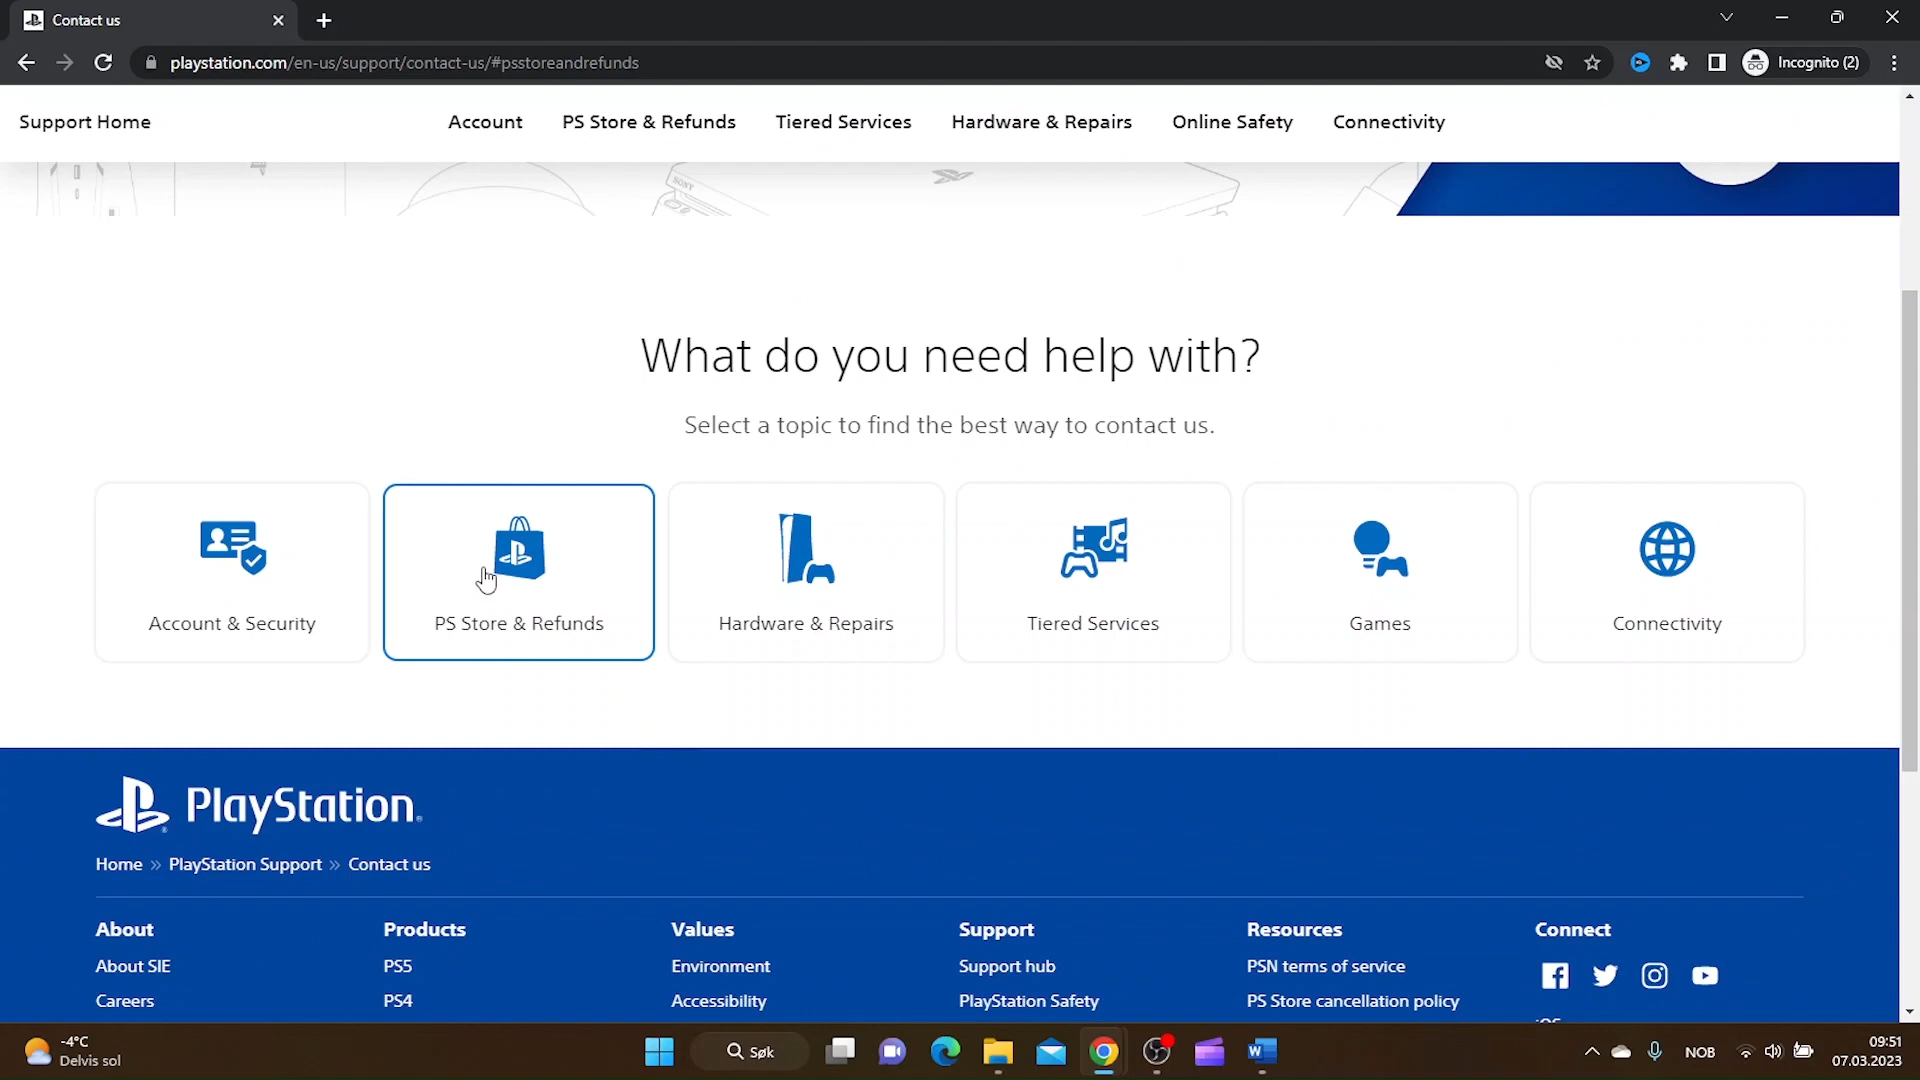 Contact us
playstation.com/en-us/support/contact-us/#psstoreandrefunds
Incognito (2)
Support Home
Account
PS Store & Refunds
Tiered Services
Hardware & Repairs
Online Safety
Connectivity
SONY
What do you need help with?
Select a topic to find the best way to contact us.
Account & Security
PS Store & Refunds
Hardware & Repairs
Tiered Services
Games
Connectivity
PlayStation®
Home » PlayStation Support » Contact us
About
Products
Values
Support
Resources
Connect
About SIE
PS5
Environment
Support hub
PSN terms of service
Careers
PS4
Accessibility
PlayStation Safety
PS Store cancellation policy
-4°C
Delvis sol
Søk
NOB
09:51
07.03.2023